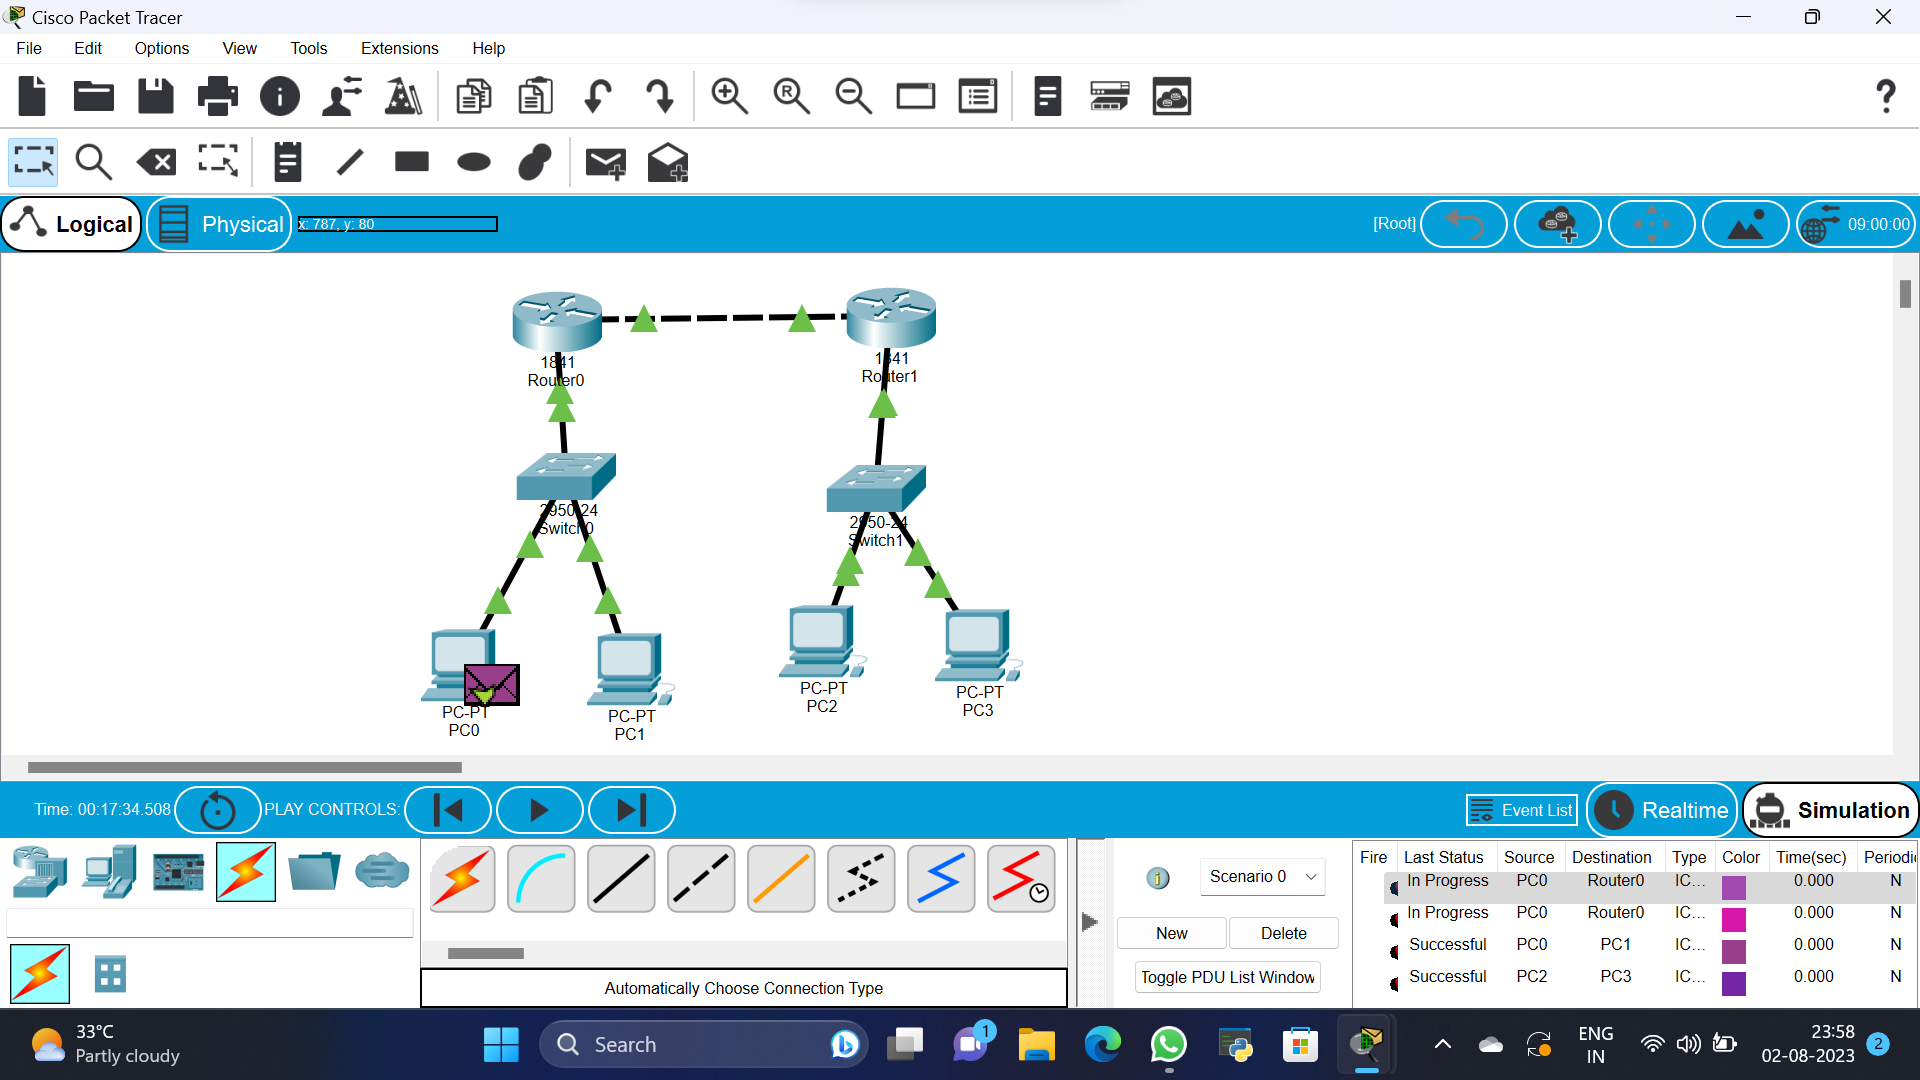 Cisco Packet Tracer
File Edit Options View Tools Extensions Help
Logical Physical x: 787, y: 80 [Root] 09:00:00
1841
Router0
1841
Router1
2950-24
Switch0
2950-24
Switch1
PC-PT
PC0
PC-PT
PC1
PC-PT
PC2
PC-PT
PC3
Time: 00:17:34.508 PLAY CONTROLS: Event List Realtime Simulation
Scenario 0
New Delete
Toggle PDU List Window
Automatically Choose Connection Type
Fire Last Status Source Destination Type Color Time(sec) Periodic
In Progress PC0 Router0 IC... 0.000 N
In Progress PC0 Router0 IC... 0.000 N
Successful PC0 PC1 IC... 0.000 N
Successful PC2 PC3 IC... 0.000 N
33°C
Partly cloudy
Search
1
ENG
IN
23:58
02-08-2023
2